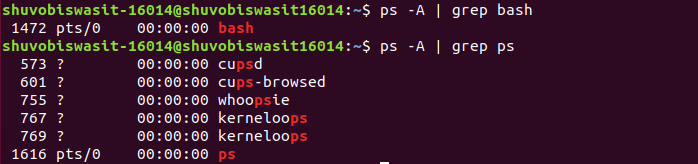 shuvobiswasit-16014@shuvobiswasit16014:~$ ps -A | grep bash
1472 pts/0    00:00:00 bash
shuvobiswasit-16014@shuvobiswasit16014:~$ ps -A | grep ps
573 ?        00:00:00 cupsd
601 ?        00:00:00 cups-browsed
755 ?        00:00:00 whoopsie
767 ?        00:00:00 kerneloops
769 ?        00:00:00 kerneloops
1616 pts/0    00:00:00 ps